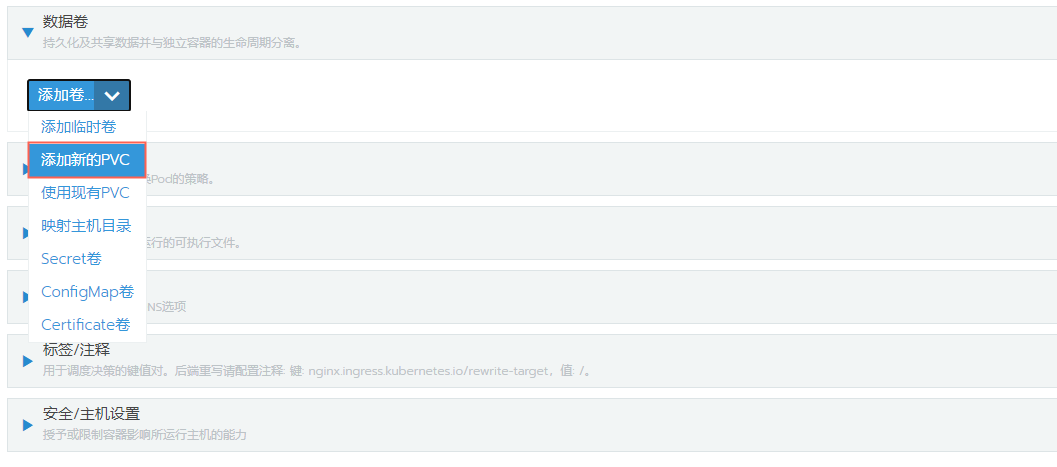 数据卷
持久化及共享数据并与独立容器的生命周期分离。
添加卷...
添加临时卷
添加新的PVC
Pod的策略。
使用现有PVC
映射主机目录
运行的可执行文件。
Secret卷
ConfigMap卷
NS选项
Certificate卷
标签/注释
用于调度决策的键值对。后端重写请配置注释: 键: nginx.ingress.kubernetes.io/rewrite-target，值: /。
安全/主机设置
授予或限制容器影响所运行主机的能力